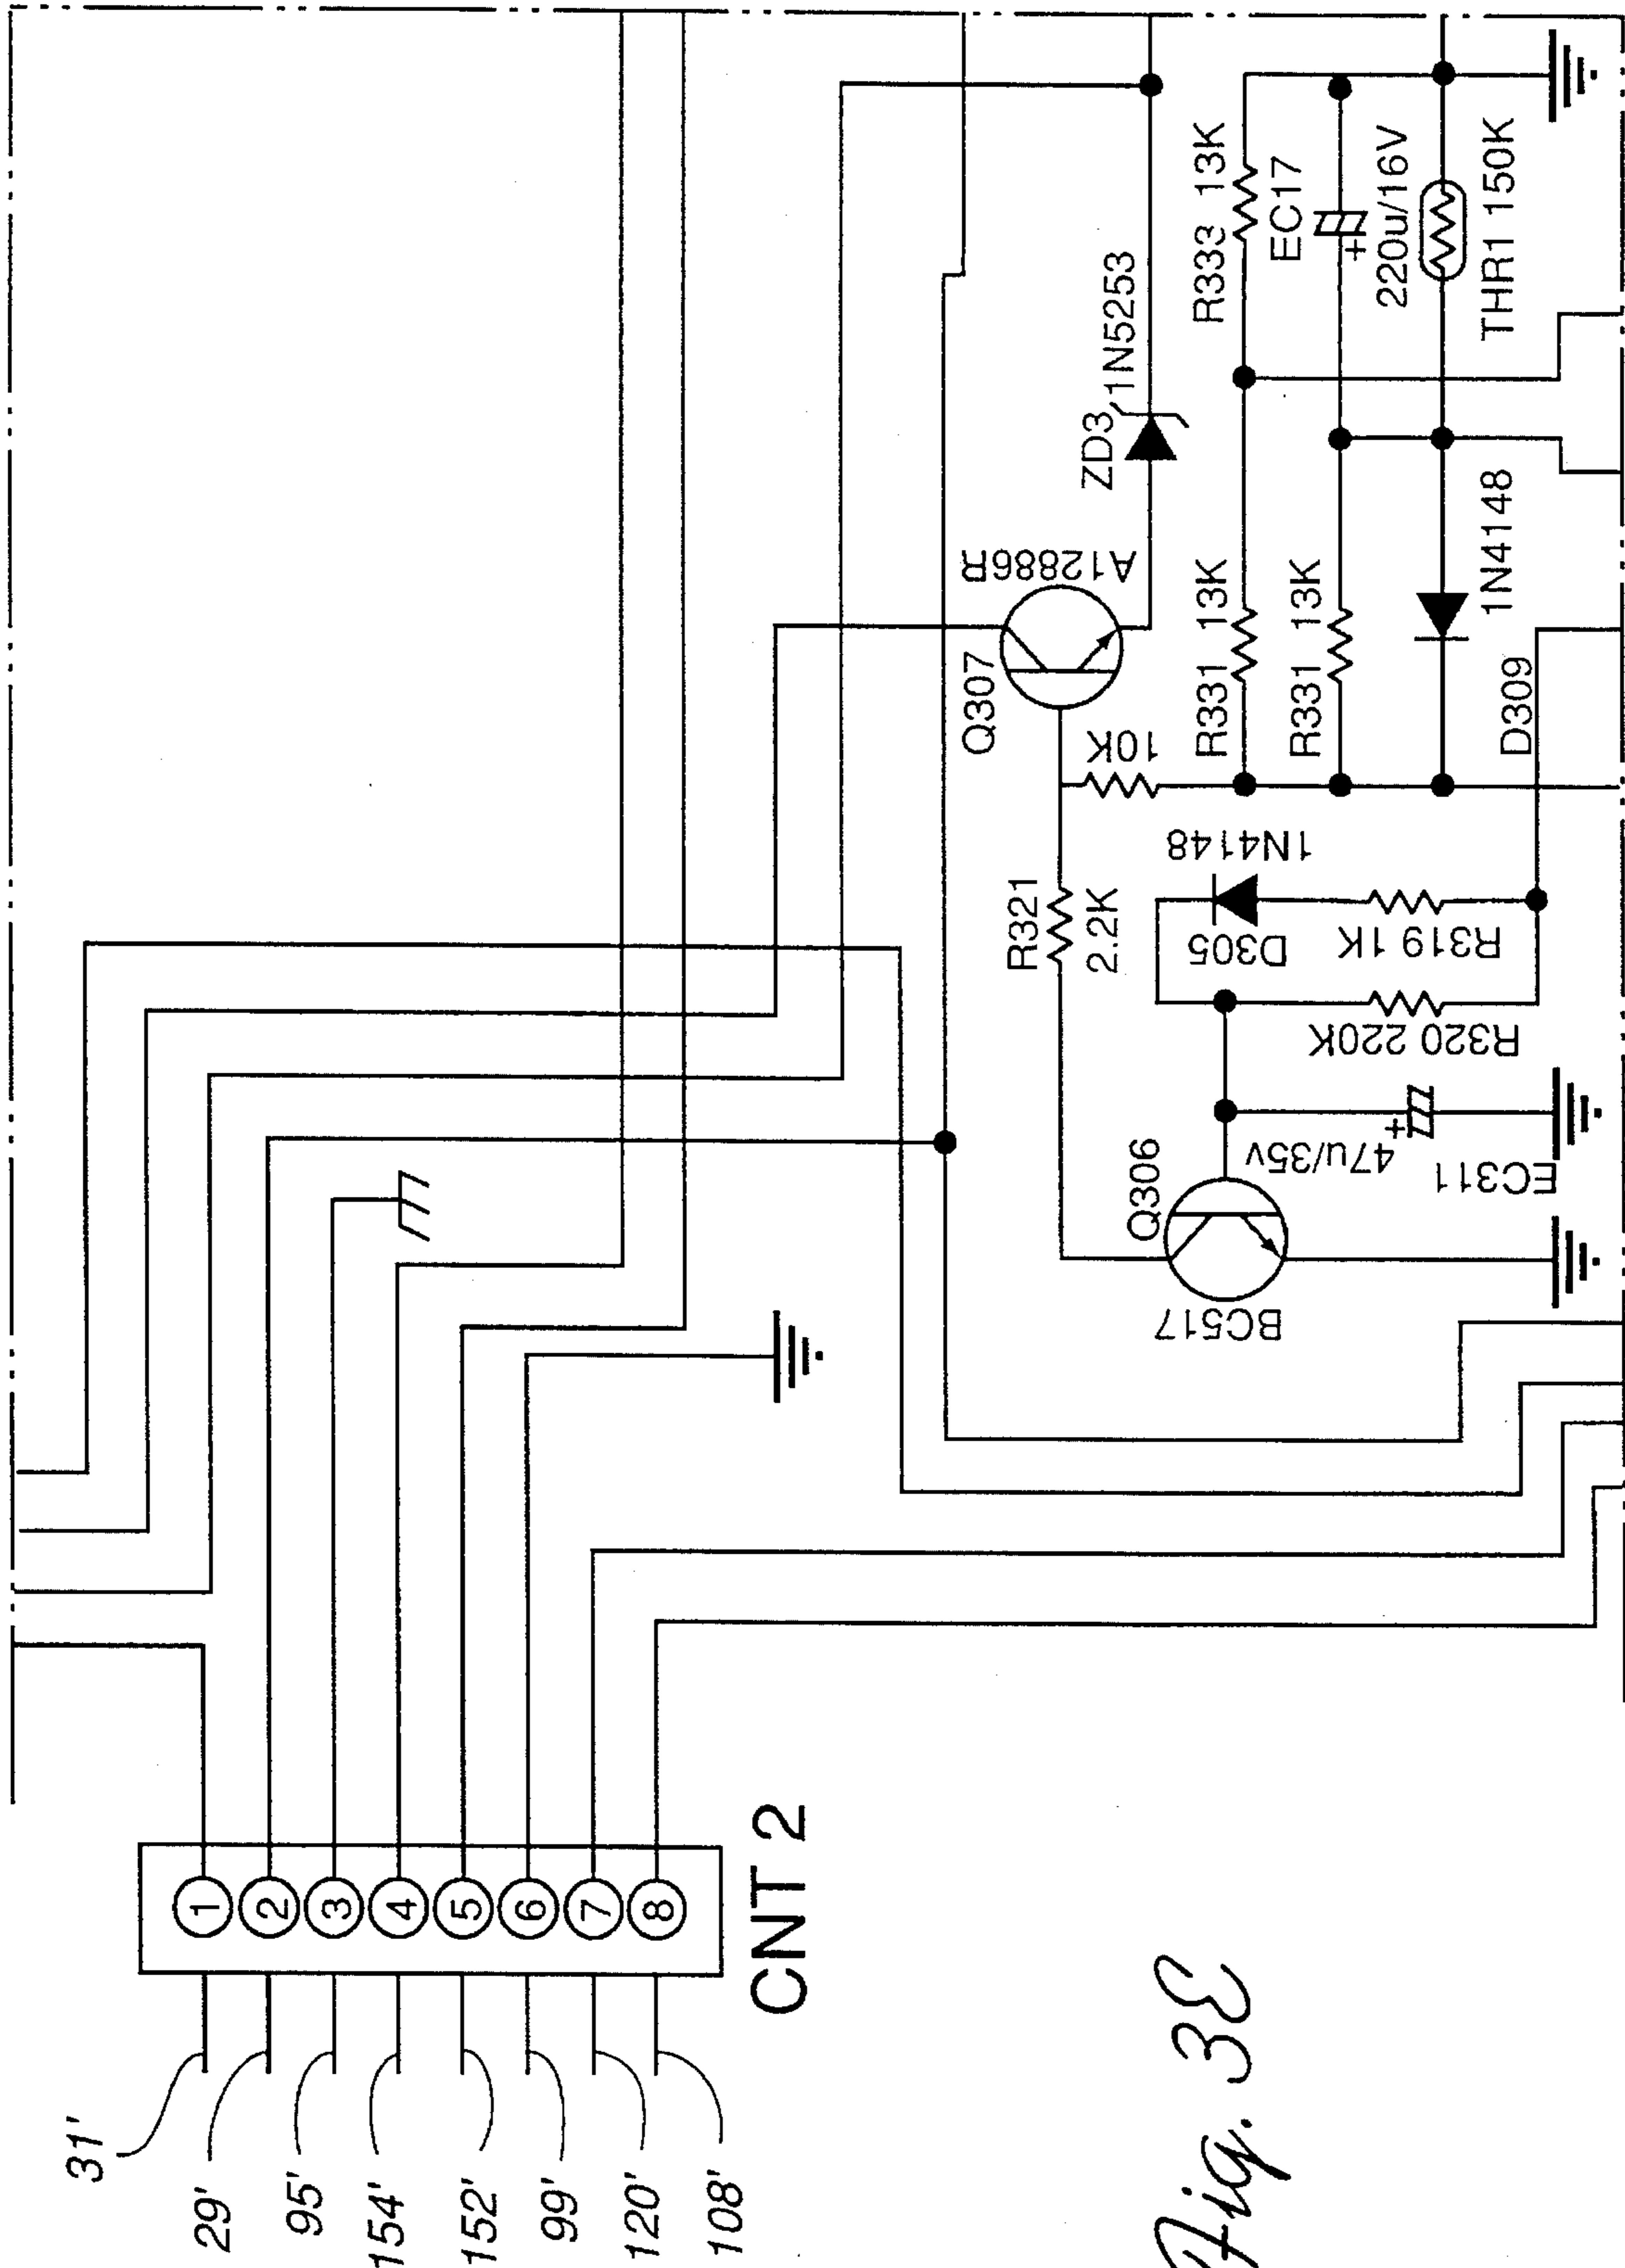 31'
29'
95'
154'
152'
99'
120'
108'
1
2
3
4
5
6
7
8
CNT 2
Q307
A12886R
ZD3
1N5253
R321
2.2K
10K
Q306
BC517
47u/35v
EC311
D305
1N4148
R319 1K
R320 220K
R331 13K
R333 13K
R331 13K
EC17
+
220u/16V
THR1 150K
1N4148
D309
+
Fig. 3E